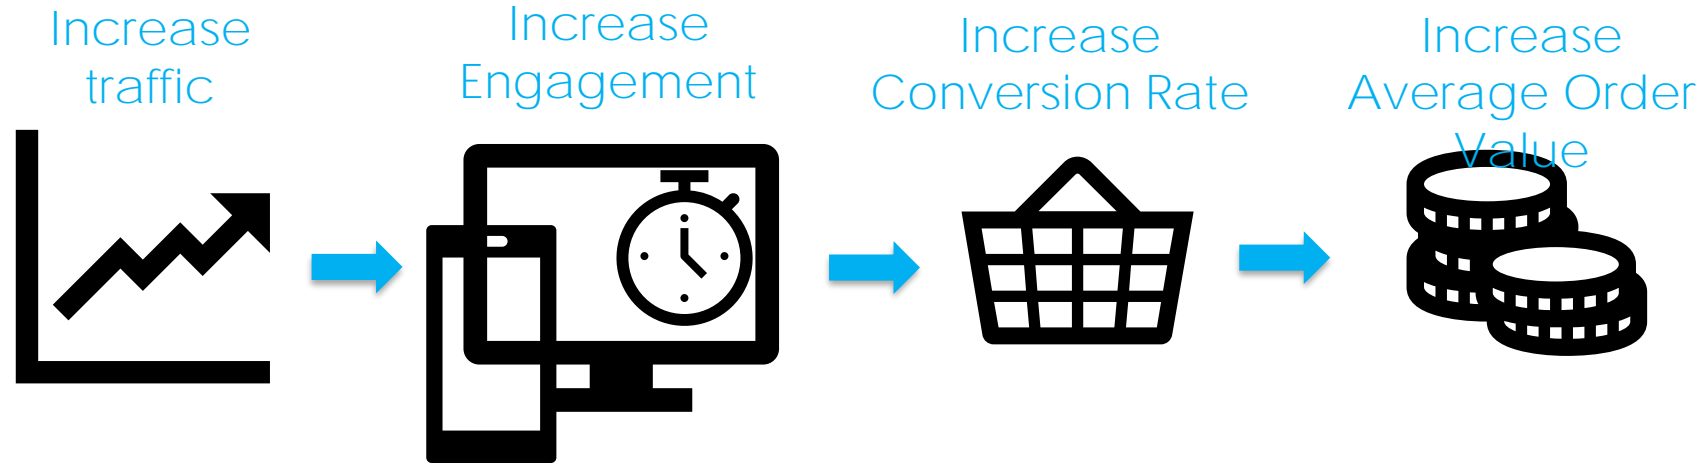 Increase
traffic
Increase
Engagement
Increase
Conversion Rate
Increase
Average Order
Value